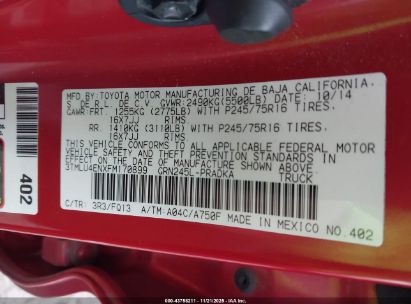 MFD. BY: TOYOTA MOTOR MANUFACTURING DE BAJA CALIFORNIA.
S. DE R.L. DE C.V. GVWR: 2490KG(5500LB) DATE: 10/14
GAWR: FRT. 1255KG (2775LB) WITH P245/75R16 TIRES.
16X7JJ RIMS
RR. 1410KG (3110LB) WITH P245/75R16 TIRES.
16X7JJ RIMS
THIS VEHICLE CONFORMS TO ALL APPLICABLE FEDERAL MOTOR
VEHICLE SAFETY AND THEFT PREVENTION STANDARDS IN
EFFECT ON THE DATE OF MANUFACTURE SHOWN ABOVE.
3TMLU4ENXFM170899 GRN245L-PRADKA
TRUCK
C/TR: 3R3/FQ13 A/TM: A04C/A750F MADE IN MEXICO NO.402
402